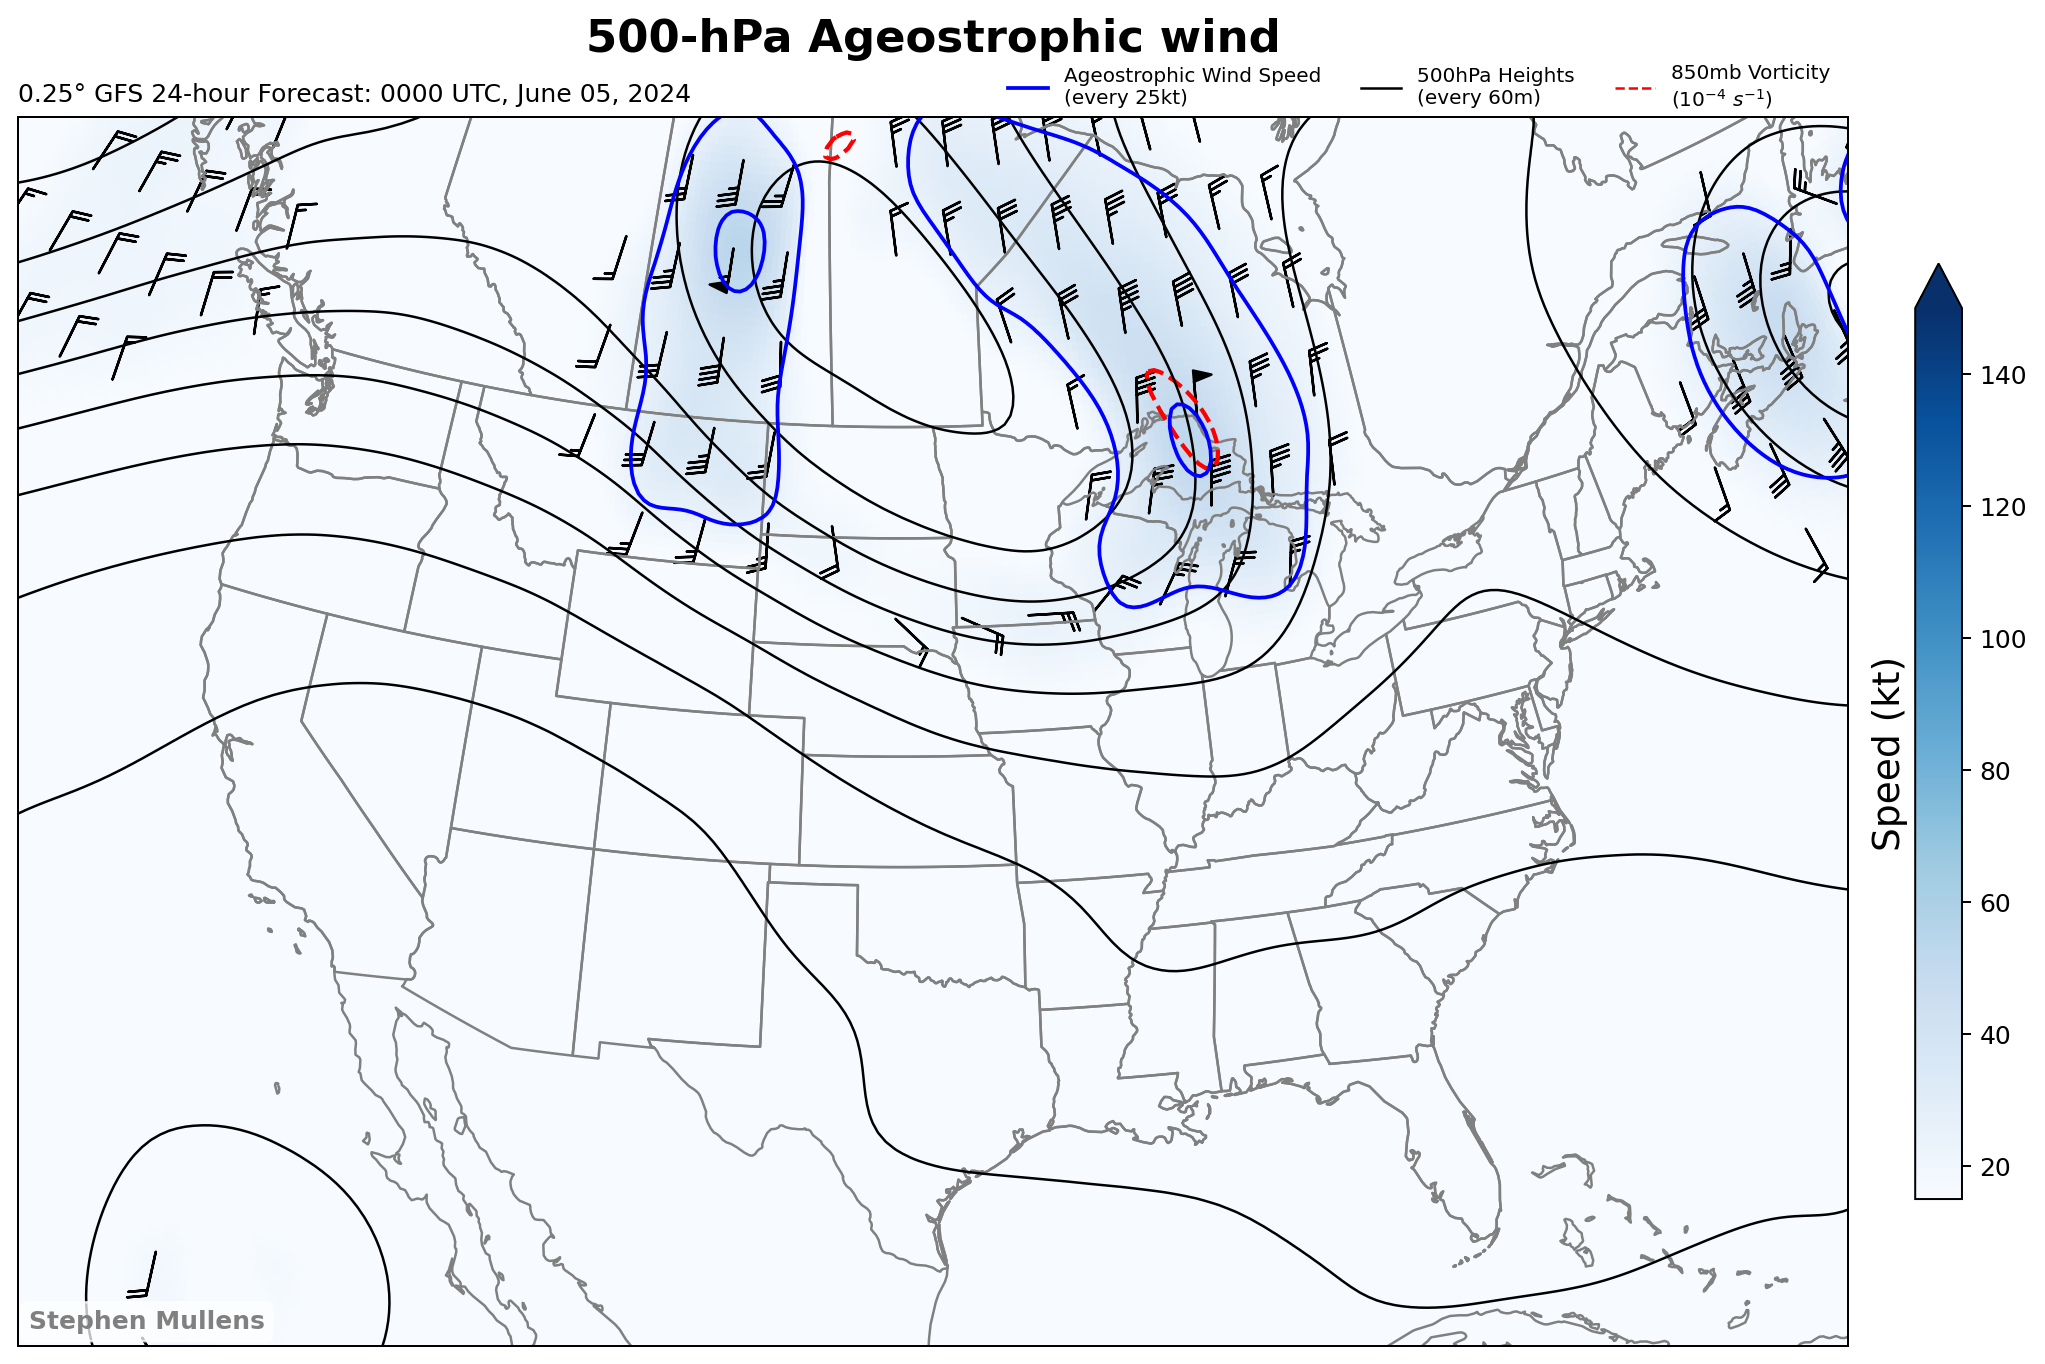 500-hPa Ageostrophic wind
0.25° GFS 24-hour Forecast: 0000 UTC, June 05, 2024
Ageostrophic Wind Speed
(every 25kt)
500hPa Heights
(every 60m)
850mb Vorticity
(10⁻⁴ s⁻¹)
140
120
100
80
60
40
20
Speed (kt)
Stephen Mullens